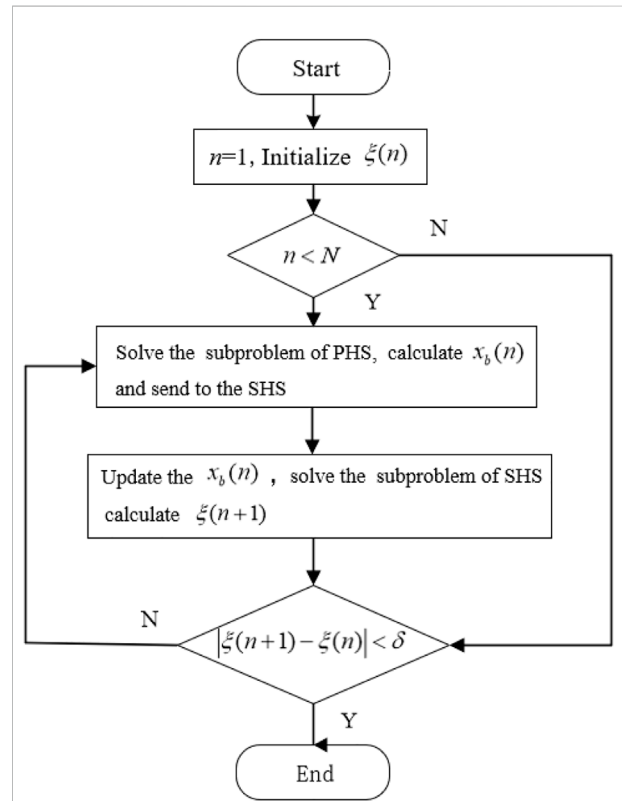 Start
n=1, Initialize ξ(n)
N
n < N
Y
Solve the subproblem of PHS, calculate x_b(n)
and send to the SHS
Update the x_b(n) , solve the subproblem of SHS
calculate ξ(n+1)
N
|ξ(n+1)−ξ(n)| < δ
Y
End